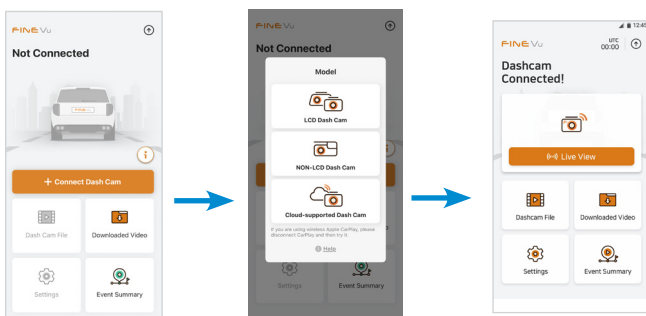 FINEVu
Not Connected
FINEVu
i
+ Connect Dash Cam
Dash Cam File
Downloaded Video
Settings
Event Summary
FINEVu
Not Connected
Model
LCD Dash Cam
NON-LCD Dash Cam
Cloud-supported Dash Cam
If you are using wireless Apple CarPlay, please
disconnect CarPlay and then try it.
Help
Settings
Event Summary
12:45
FINEVu
UTC
00:00
Dashcam
Connected!
Live View
Dashcam File
Downloaded Video
Settings
Event Summary